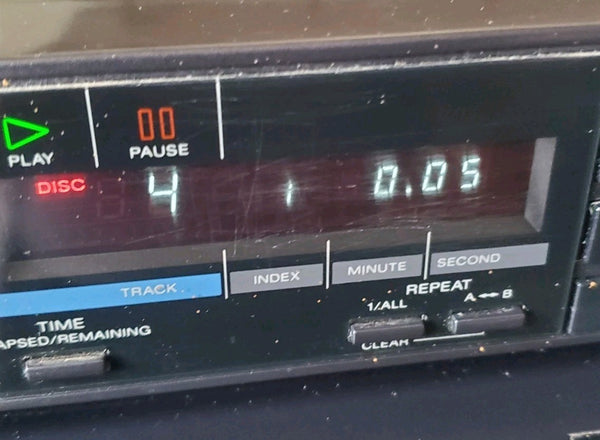 PLAY
PAUSE
DISC 4 1 0.05
TRACK INDEX MINUTE SECOND
TIME
APSED/REMAINING
REPEAT
1/ALL A B
CLEAR